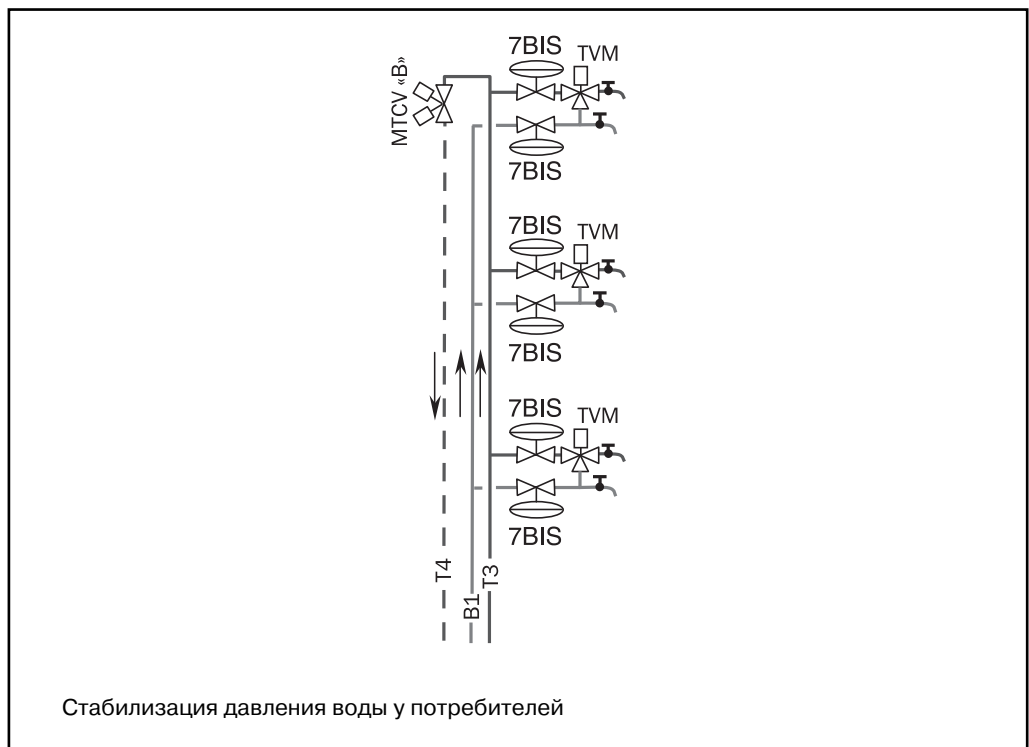 7BIS TVM
MTCV «B»
7BIS
7BIS TVM
7BIS
7BIS TVM
7BIS
T4
B1
T3
Стабилизация давления воды у потребителей